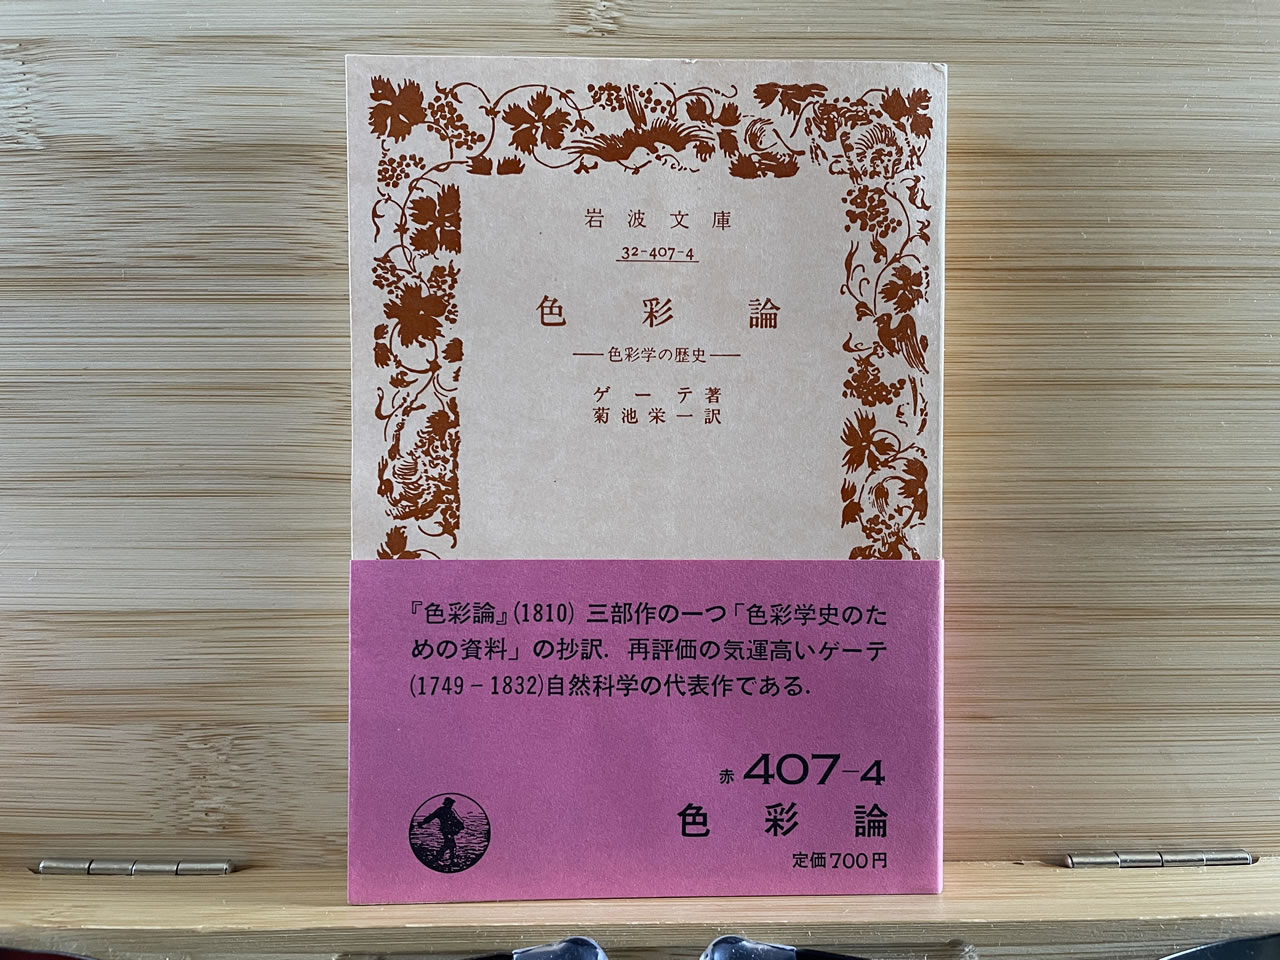 岩波文庫
32-407-4
色彩論
—色彩学の歴史—
ゲーテ著
菊池栄一訳
『色彩論』(1810) 三部作の一つ「色彩学史のた
めの資料」の抄訳．再評価の気運高いゲーテ
(1749－1832)自然科学の代表作である．
赤 407-4
色彩論
定価700円